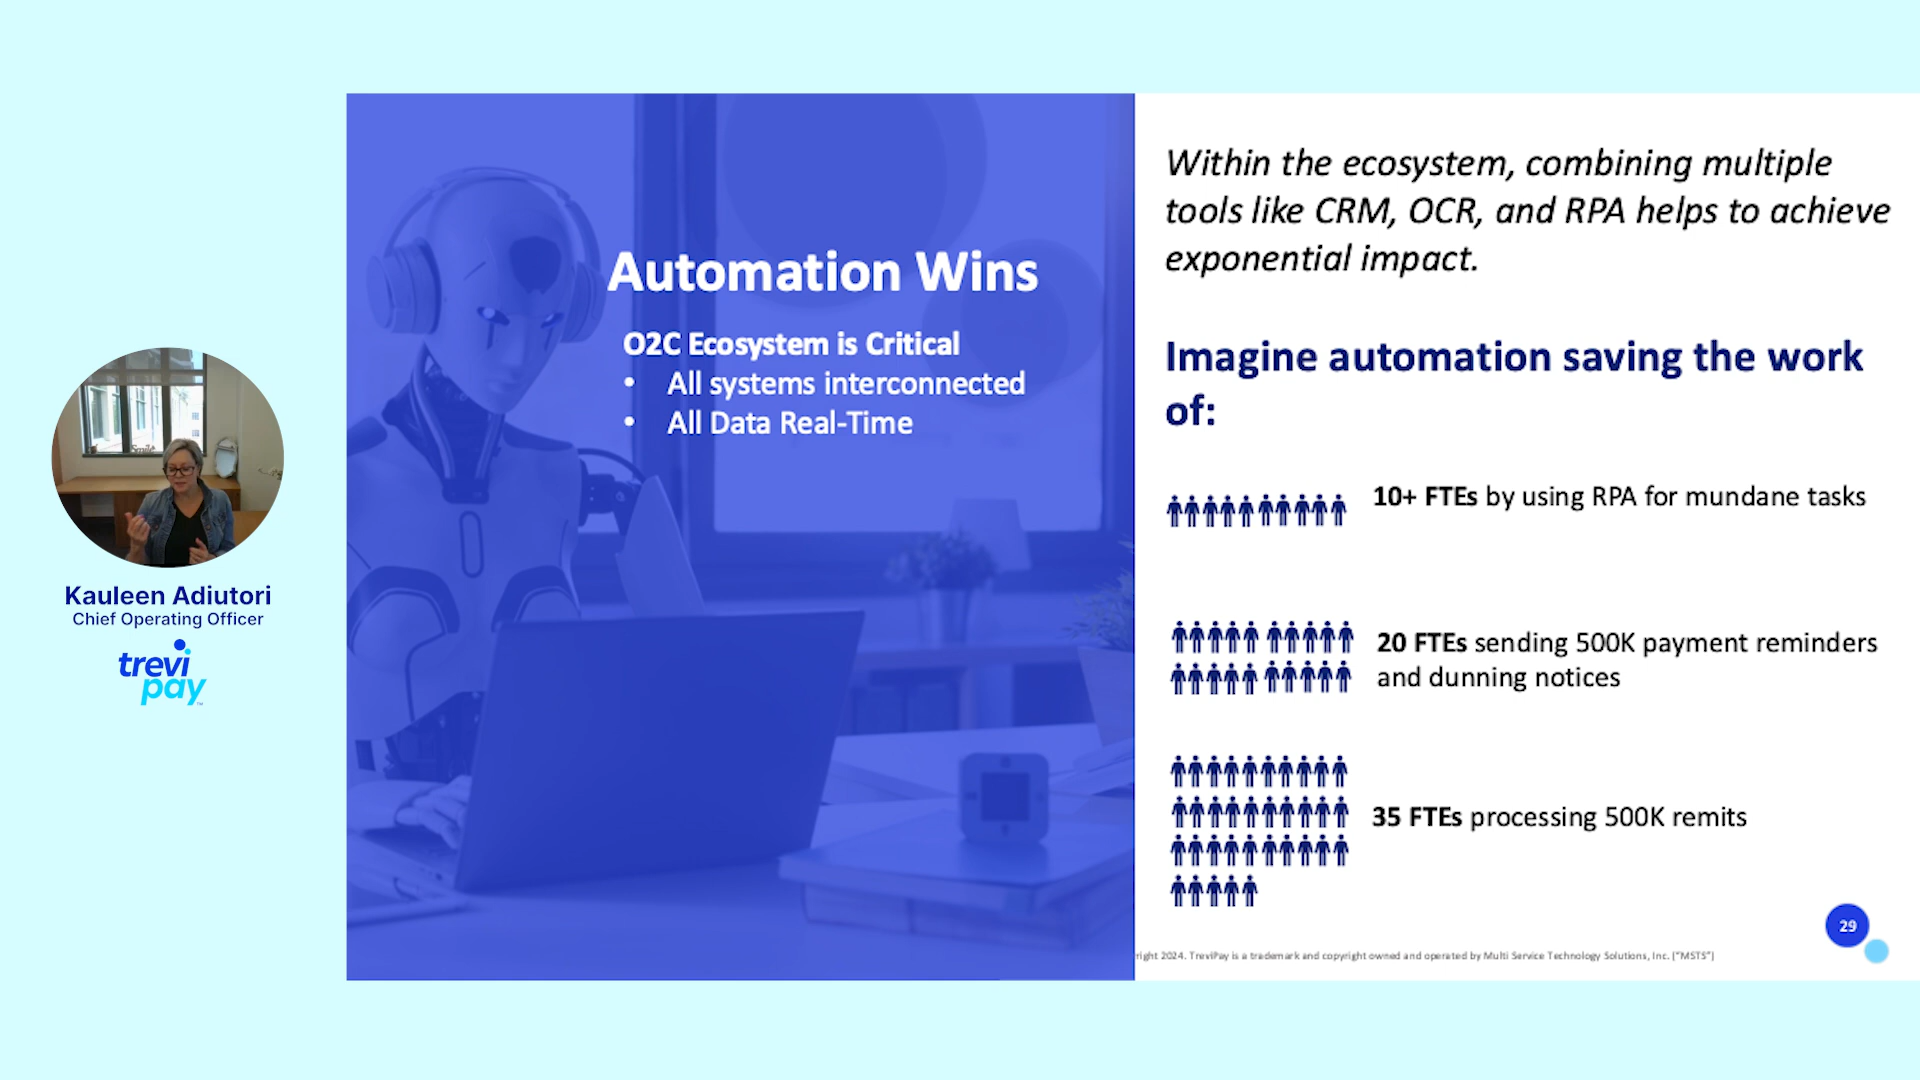 Smile
Kauleen Adiutori
Chief Operating Officer
trevi
pay
Automation Wins
O2C Ecosystem is Critical
• All systems interconnected
• All Data Real-Time
Within the ecosystem, combining multiple
tools like CRM, OCR, and RPA helps to achieve
exponential impact.
Imagine automation saving the work
of:
10+ FTEs by using RPA for mundane tasks
20 FTEs sending 500K payment reminders
and dunning notices
35 FTEs processing 500K remits
29
right 2024. TreviPay is a trademark and copyright owned and operated by Multi Service Technology Solutions, Inc. ("MSTS")